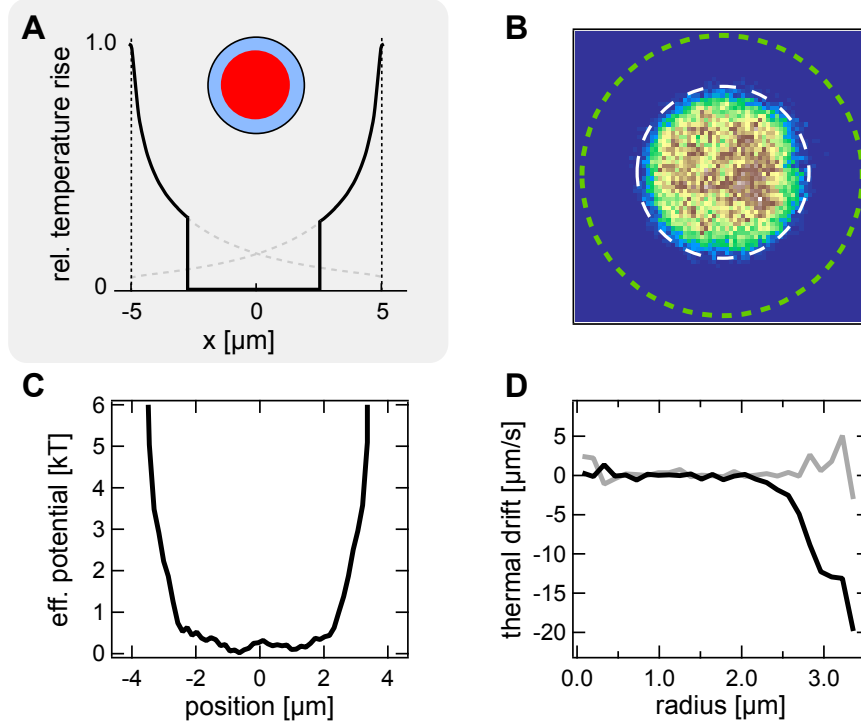 A
rel. temperature rise
1.0
0
-5
0
5
x [µm]
B
C
eff. potential [kT]
6
5
4
3
2
1
0
-4
-2
0
2
4
position [µm]
D
thermal drift [µm/s]
5
0
-5
-10
-15
-20
0.0
1.0
2.0
3.0
radius [µm]